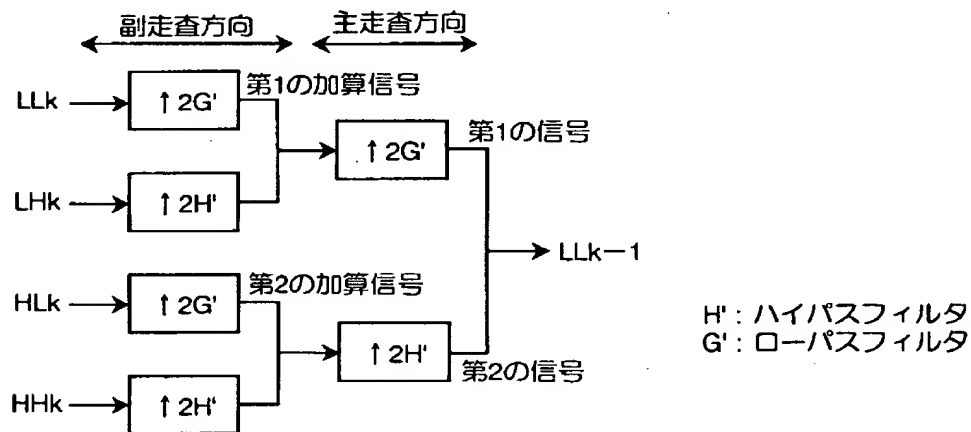 副走査方向 主走査方向
LLk ↑2G' 第1の加算信号
↑2G' 第1の信号
LHk ↑2H'
LLk−1
HLk ↑2G' 第2の加算信号
↑2H' 第2の信号
HHk ↑2H'
H' : ハイパスフィルタ
G' : ローパスフィルタ